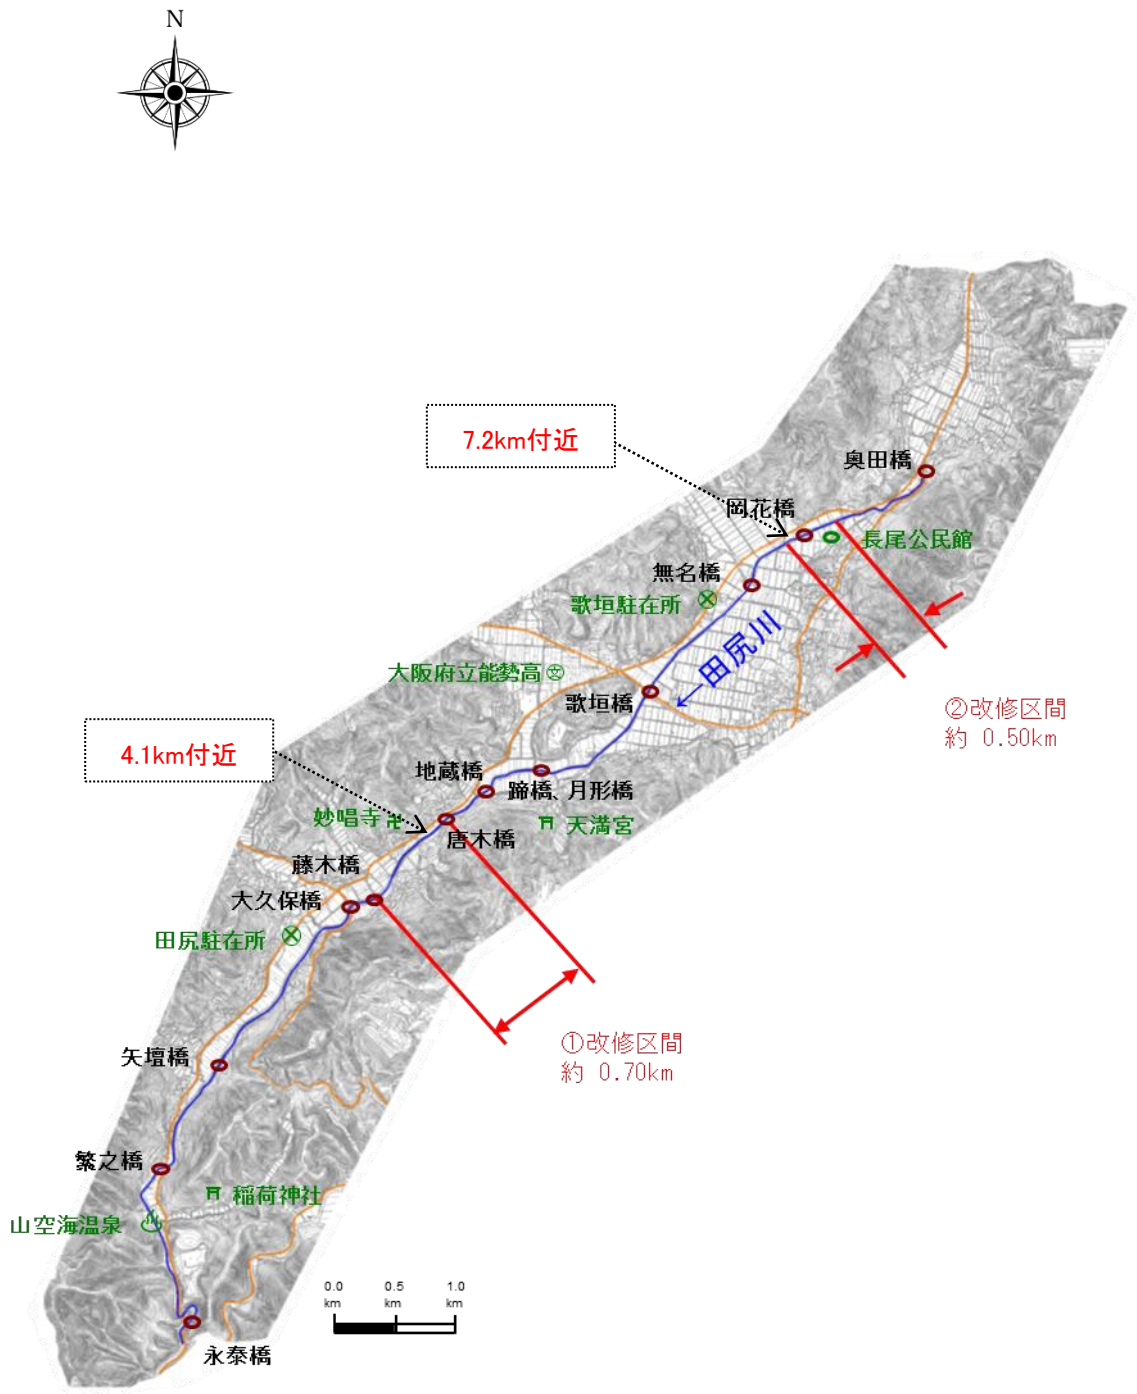 N
7.2km付近
奥田橋
岡花橋
長尾公民館
無名橋
歌垣駐在所
←田尻川
大阪府立能勢高
歌垣橋
②改修区間
約 0.50km
4.1km付近
地蔵橋
蹄橋、月形橋
妙唱寺
天満宮
唐木橋
藤木橋
大久保橋
田尻駐在所
①改修区間
約 0.70km
矢壇橋
繁之橋
稲荷神社
山空海温泉
0.0 0.5 1.0
km km km
永泰橋